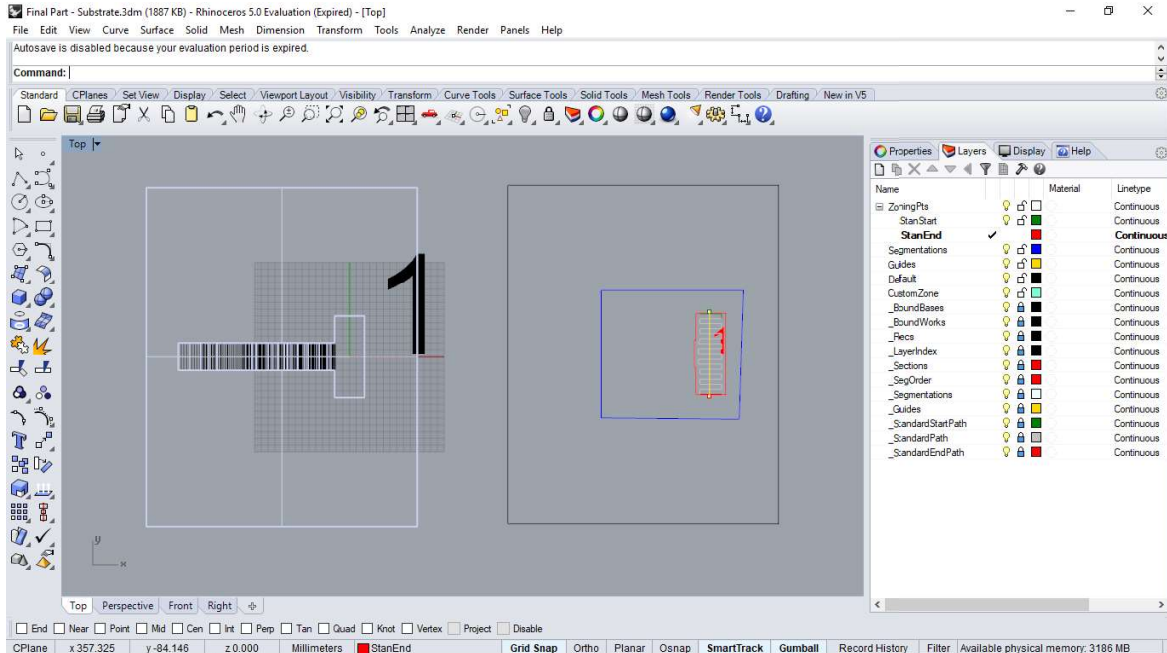 Final Part - Substrate.3dm (1887 KB) - Rhinoceros 5.0 Evaluation (Expired) - [Top]
File Edit View Curve Surface Solid Mesh Dimension Transform Tools Analyze Render Panels Help
Autosave is disabled because your evaluation period is expired.
Command:
Standard CPlanes Set View Display Select Viewport Layout Visibility Transform Curve Tools Surface Tools Solid Tools Mesh Tools Render Tools Drafting New in V5
Top
Properties Layers Display Help
Name Material Linetype
ZoningPts Continuous
StanStart Continuous
StanEnd Continuous
Segmentations Continuous
Guides Continuous
Default Continuous
CustomZone Continuous
_BoundBases Continuous
_BoundWorks Continuous
_Recs Continuous
_LayerIndex Continuous
_Sections Continuous
_SegOrder Continuous
_Segmentations Continuous
_Guides Continuous
_StandardStartPath Continuous
_StandardPath Continuous
_StandardEndPath Continuous
1
1
y
x
Top Perspective Front Right
End Near Point Mid Cen Int Perp Tan Quad Knot Vertex Project Disable
CPlane x 357.325 y -84.146 z 0.000 Millimeters StanEnd Grid Snap Ortho Planar Osnap SmartTrack Gumball Record History Filter Available physical memory: 3186 MB